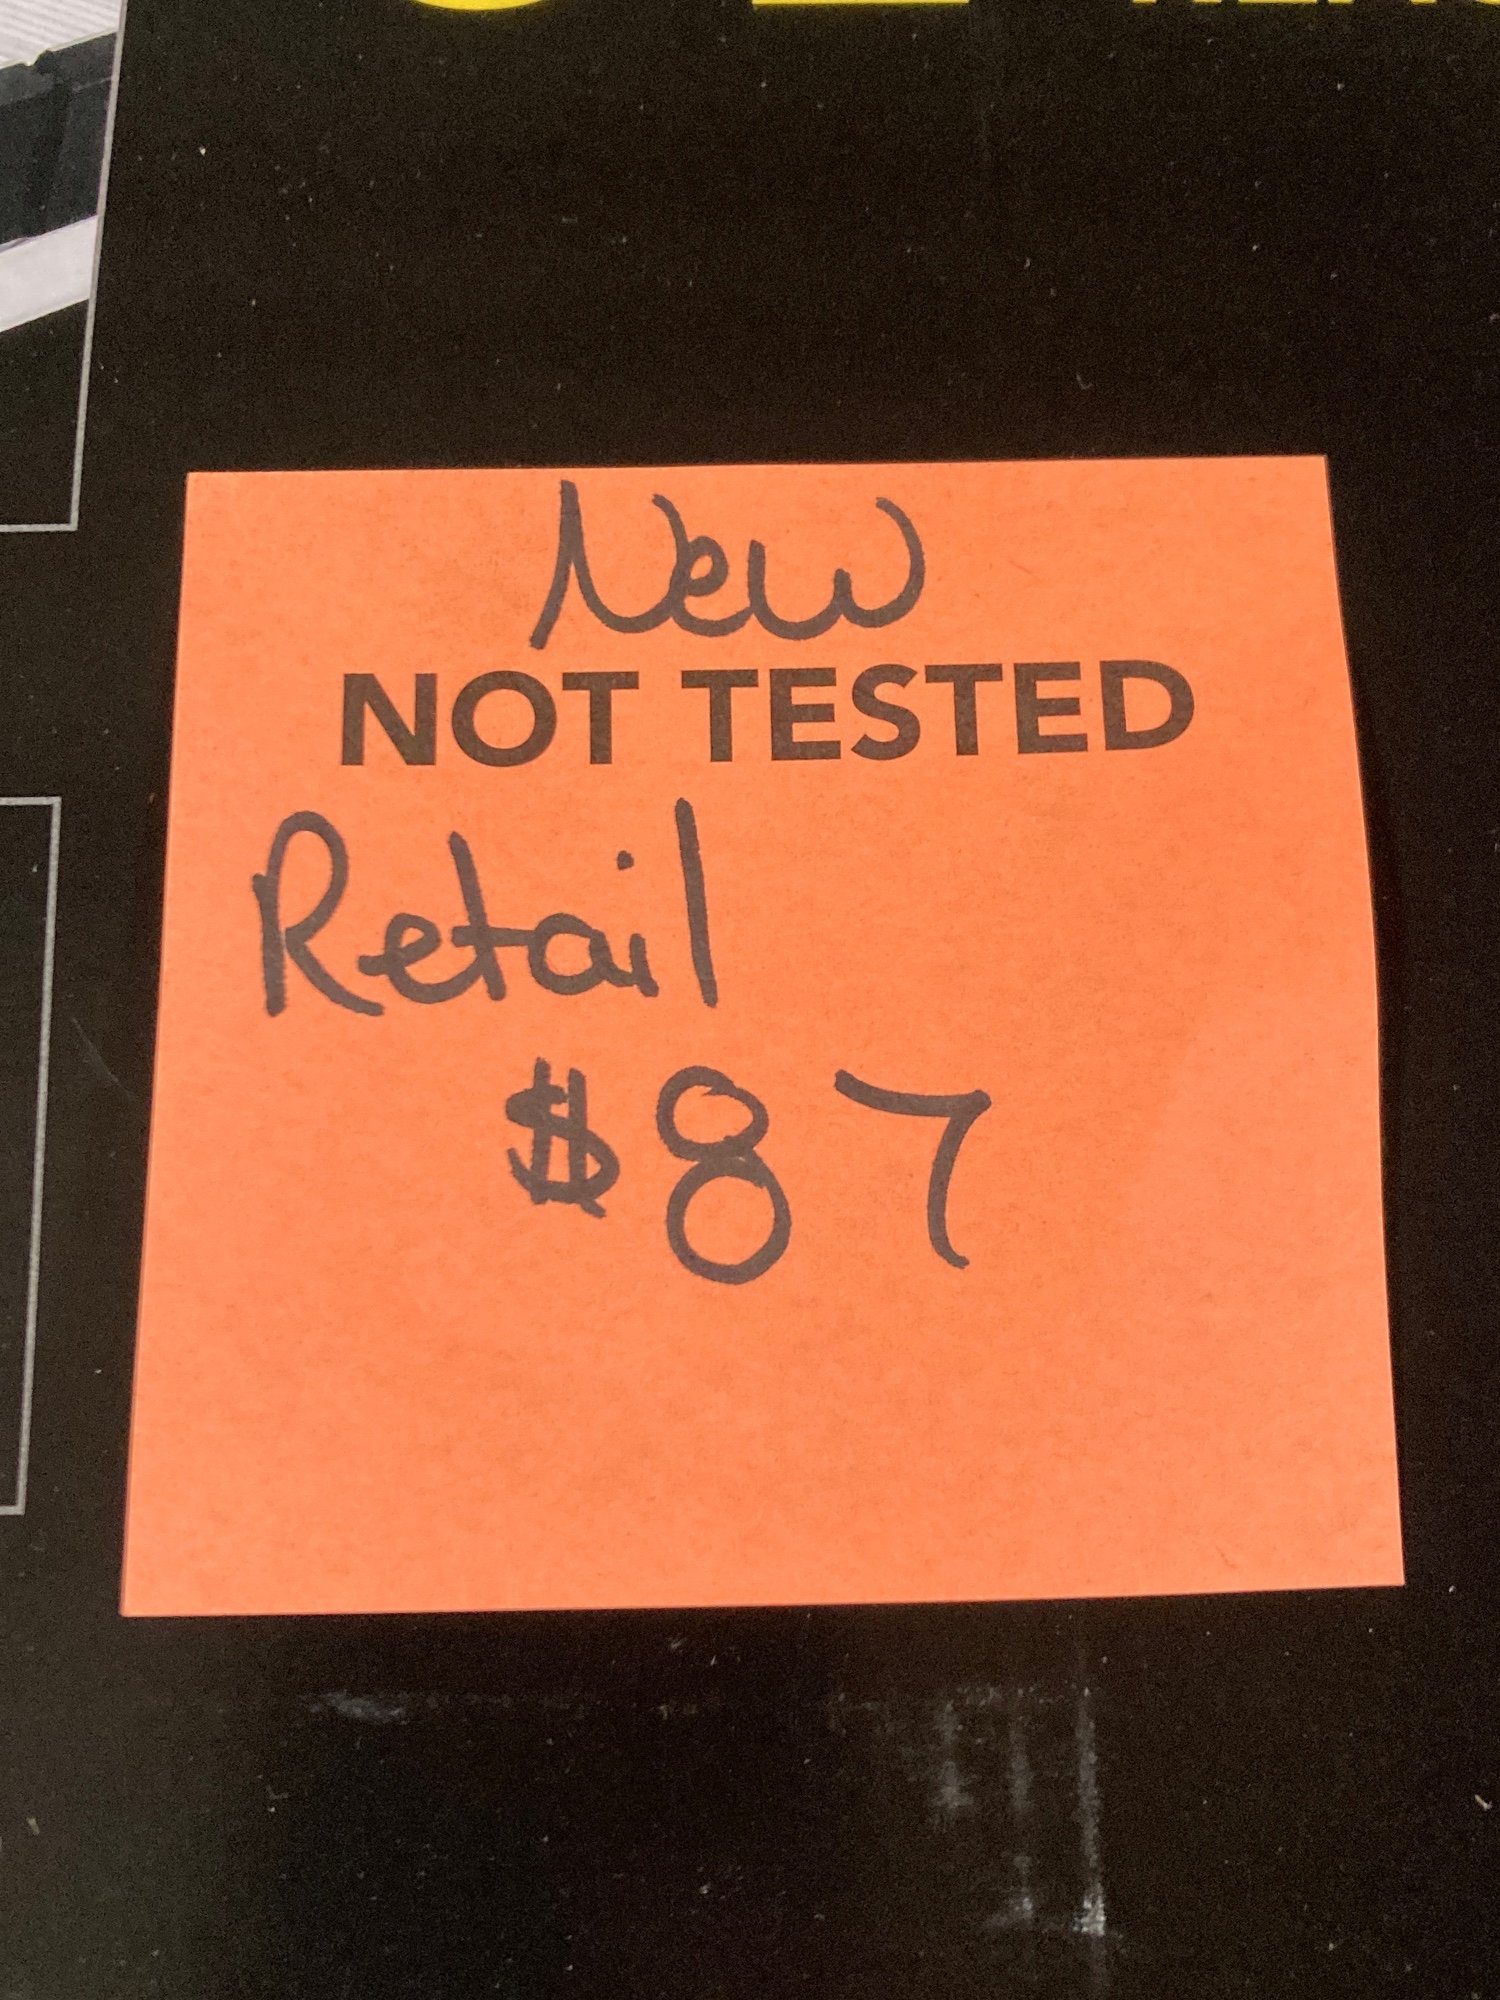 New
NOT TESTED
Retail
$87